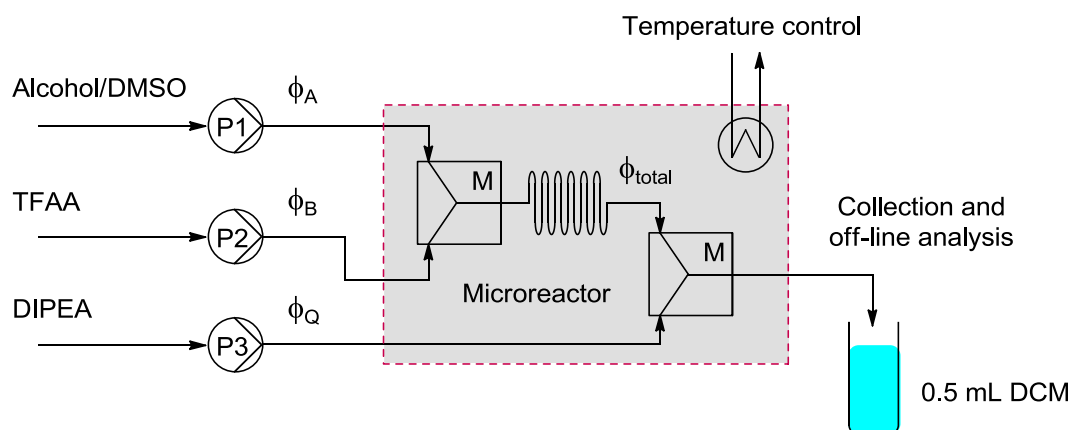 Temperature control
Alcohol/DMSO
ϕA
P1
M
ϕtotal
TFAA
ϕB
P2
Collection and
off-line analysis
M
Microreactor
DIPEA
ϕQ
P3
0.5 mL DCM